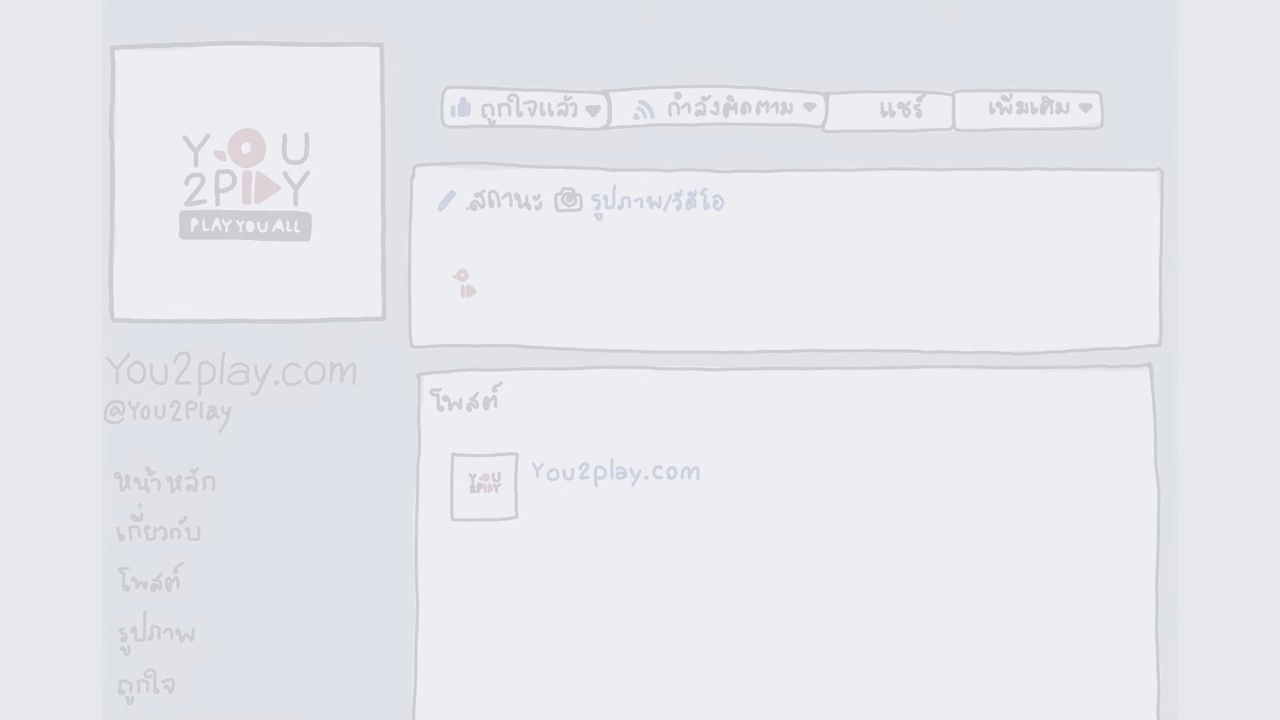 YOU
2PLAY
PLAY YOU ALL
You2play.com
@You2Play
หน้าหลัก
เกี่ยวกับ
โพสต์
รูปภาพ
ถูกใจ
ถูกใจแล้ว กำลังติดตาม แชร์ เพิ่มเติม
สถานะ รูปภาพ/วีดีโอ
โพสต์
YOU
2PLAY
You2play.com